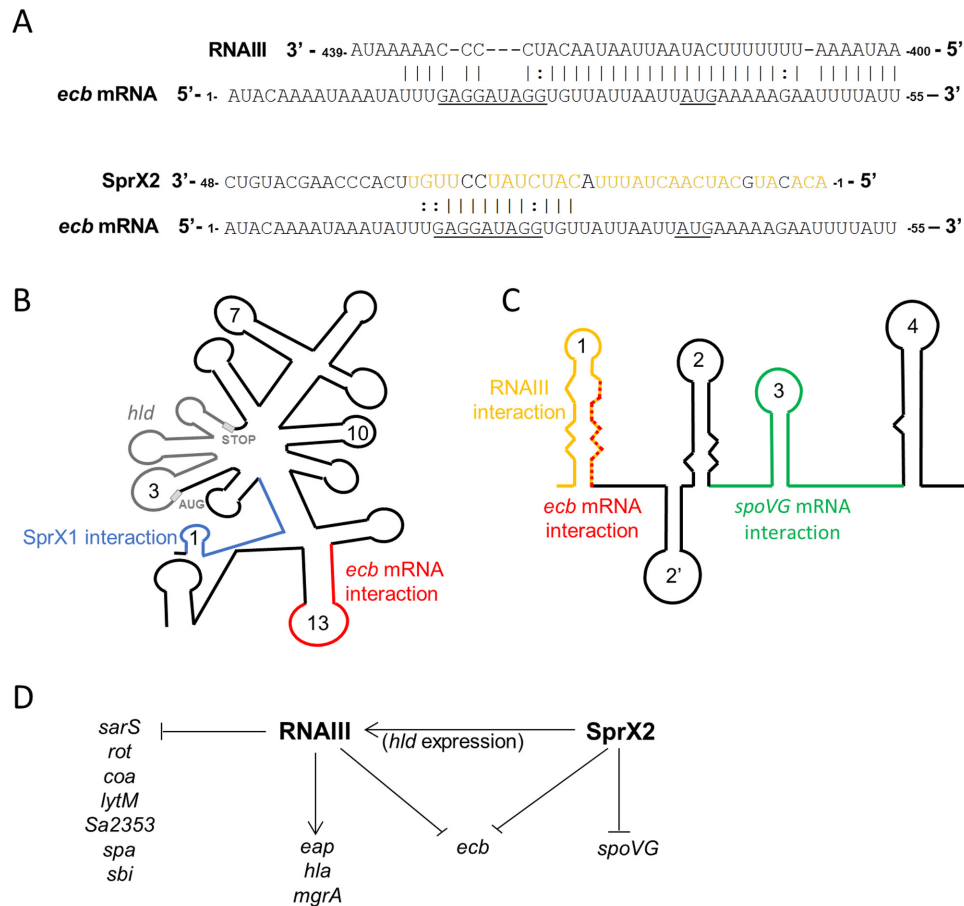 A
RNAIII 3’ - 439- AUAAAAAC-CC---CUACAAUAAUUAAUACUUUUUUU-AAAAUAA -400- 5’
ecb mRNA 5’- 1- AUACAAAAUAAAUAUUUGAGGAUAGGUGUUAUUAAUUAUGAAAAAGAAUUUUAUU -55 – 3’
SprX2 3’- 48- CUGUACGAACCCACUUUGUUCCUAUCUACAUUUAUCAACUACGUACACA -1 - 5’
ecb mRNA 5’- 1- AUACAAAAUAAAUAUUUGAGGAUAGGUGUUAUUAAUUAUGAAAAAGAAUUUUAUU -55 – 3’
B
C
7
hld
STOP
10
3
AUG
SprX1 interaction
1
ecb mRNA
interaction
13
1
2
3
4
RNAIII
interaction
ecb mRNA
interaction
spoVG mRNA
interaction
2’
D
sarS
rot
coa
lytM
Sa2353
spa
sbi
RNAIII
(hld expression)
SprX2
eap
hla
mgrA
ecb
spoVG